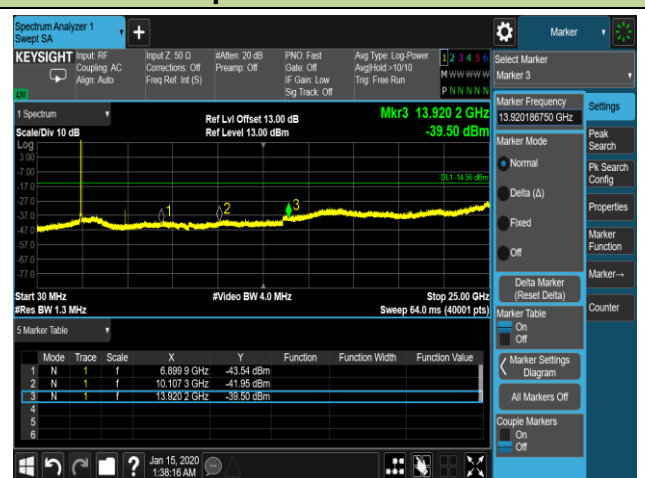 Spectrum Analyzer 1
Swept SA
+
Marker
KEYSIGHT
Input: RF
Coupling: AC
Align: Auto
Input Z: 50 Ω
Corrections: Off
Freq Ref: Int (S)
#Atten: 20 dB
Preamp: Off
PNO: Fast
Gate: Off
IF Gain: Low
Sig Track: Off
Avg Type: Log-Power
Avg|Hold:>10/10
Trig: Free Run
1 2 3 4 5 6
M W W W W W
P N N N N N
LXI
1 Spectrum
Scale/Div 10 dB
Log
Ref Lvl Offset 13.00 dB
Ref Level 13.00 dBm
Mkr3 13.920 2 GHz
-39.50 dBm
3.00
-7.00
-17.0
-27.0
-37.0
-47.0
-57.0
-67.0
-77.0
DL1 -14.56 dBm
1
2
3
Start 30 MHz
#Video BW 4.0 MHz
Stop 25.00 GHz
#Res BW 1.3 MHz
Sweep 64.0 ms (40001 pts)
5 Marker Table
Mode Trace Scale X Y Function Function Width Function Value
1 N 1 f 6.899 9 GHz -43.54 dBm
2 N 1 f 10.107 3 GHz -41.95 dBm
3 N 1 f 13.920 2 GHz -39.50 dBm
4
5
6
?
Jan 15, 2020
1:38:16 AM
Select Marker
Marker 3
Marker Frequency
13.920186750 GHz
Marker Mode
Normal
Delta (Δ)
Fixed
Off
Delta Marker
(Reset Delta)
Marker Table
On
Off
Marker Settings
Diagram
All Markers Off
Couple Markers
On
Off
Settings
Peak
Search
Pk Search
Config
Properties
Marker
Function
Marker→
Counter